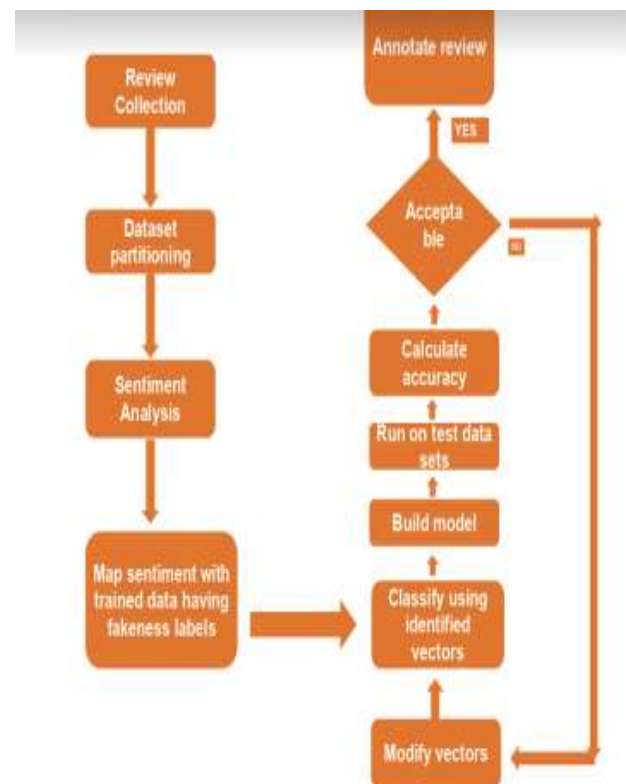 Review
Collection
Dataset
partitioning
Sentiment
Analysis
Map sentiment with
trained data having
fakeness labels
Annotate review
YES
Accepta
ble
NO
Calculate
accuracy
Run on test data
sets
Build model
Classify using
identified
vectors
Modify vectors